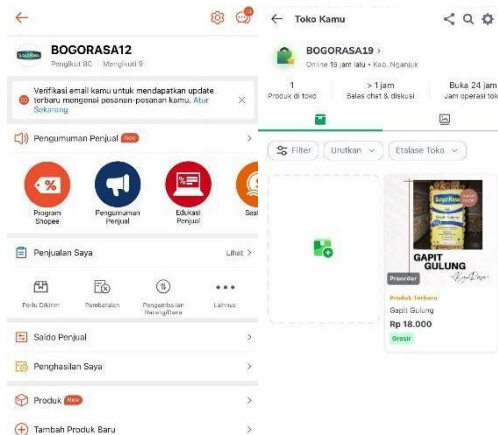 BOGORASA12
Pengikut 80 Mengikuti 9
Verifikasi email kamu untuk mendapatkan update
terbaru mengenai pesanan-pesanan kamu. Atur
Sekarang
Pengumuman Penjual New
Program
Shopee
Pengumuman
Penjual
Edukasi
Penjual
Penjualan Saya
Lihat >
Perlu Dikirim
Pembatalan
Pengembalian
Barang/Dana
Lainnya
Saldo Penjual
Penghasilan Saya
Produk New
Tambah Produk Baru
Toko Kamu
BOGORASA19 >
Online 18 jam lalu • Kab. Nganjuk
1
Produk di toko
> 1 jam
Balas chat & diskusi
Buka 24 jam
Jam operasi tok
Filter
Urutkan
Etalase Toko
GAPIT
GULUNG
Preorder
Produk Terbaru
Gapit Gulung
Rp 18.000
Grosir